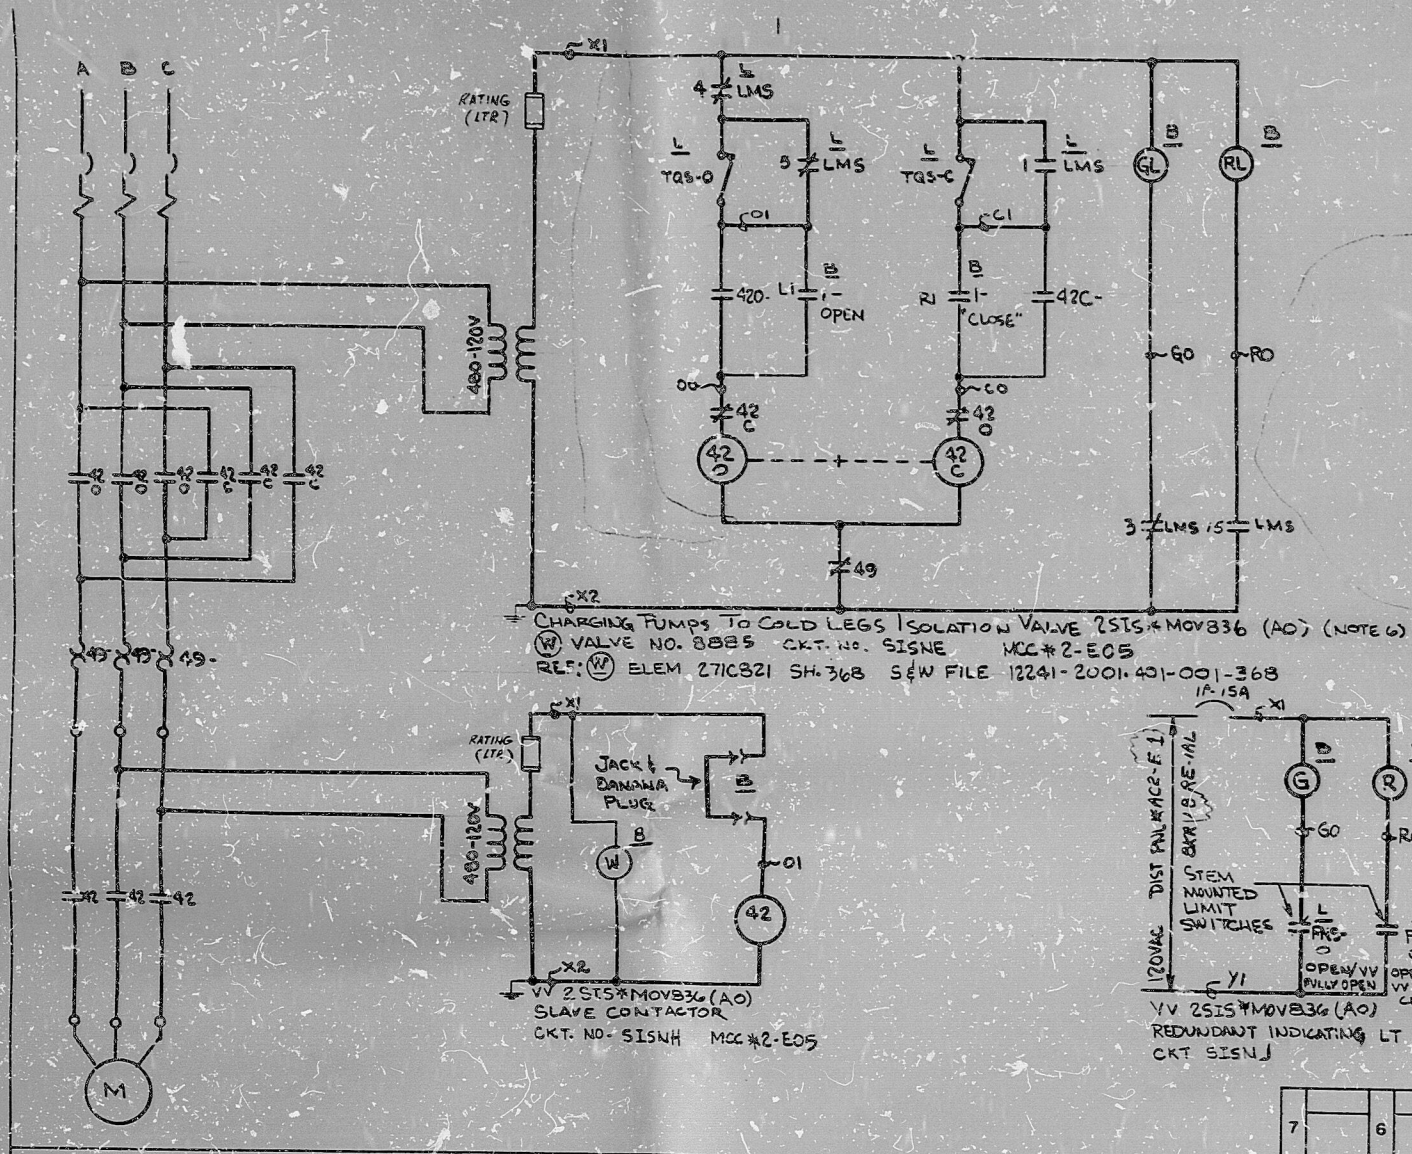 A B C
RATING
(LTR)
X1
4 L
LMS
L
TQS-O
5 L
LMS
L
TQS-C
1 L
LMS
GL B
RL B
O1
C1
480-120V
42O-
L1 B
1-
OPEN
R1 B
1-
"CLOSE"
42C-
GO
RO
OO
CO
42
C
42
O
42
O
42
C
42
O
42
O
42
O
42
C
42
C
42
C
3 LMS
15 LMS
49
X2
CHARGING PUMPS TO COLD LEGS ISOLATION VALVE 2SIS*MOV836 (AO) (NOTE 6)
W VALVE NO. 8885 CKT. NO. SISNE MCC*2-E05
REF: W ELEM 271C821 SH. 368 S&W FILE 12241-2001.401-001-368
49- 49- 49-
RATING
(LTR)
X1
JACK &
BANANA
PLUG
B
480-120V
W B
O1
42
42 42 42
X2
VV 2SIS*MOV836 (AO)
SLAVE CONTACTOR
CKT. NO. SISNH MCC*2-E05
M
1P-15A
X1
120VAC DIST PNL*AC2-E1
G
R
GO
STEM
MOUNTED
LIMIT
SWITCHES
L
O
OPEN/VV
FULLY OPEN
Y1
VV 2SIS*MOV836 (AO)
REDUNDANT INDICATING LT
CKT SISNJ
7 6